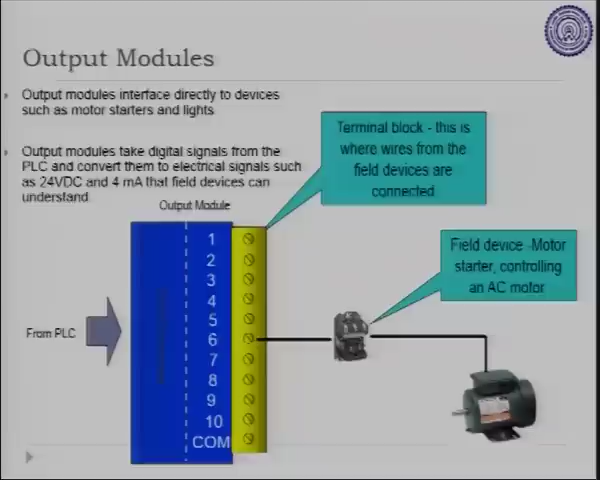 Output Modules
Output modules interface directly to devices
such as motor starters and lights
Output modules take digital signals from the
PLC and convert them to electrical signals such
as 24VDC and 4 mA that field devices can
understand
Output Module
Terminal block - this is
where wires from the
field devices are
connected
Field device -Motor
starter, controlling
an AC motor
From PLC
1
2
3
4
5
6
7
8
9
10
COM